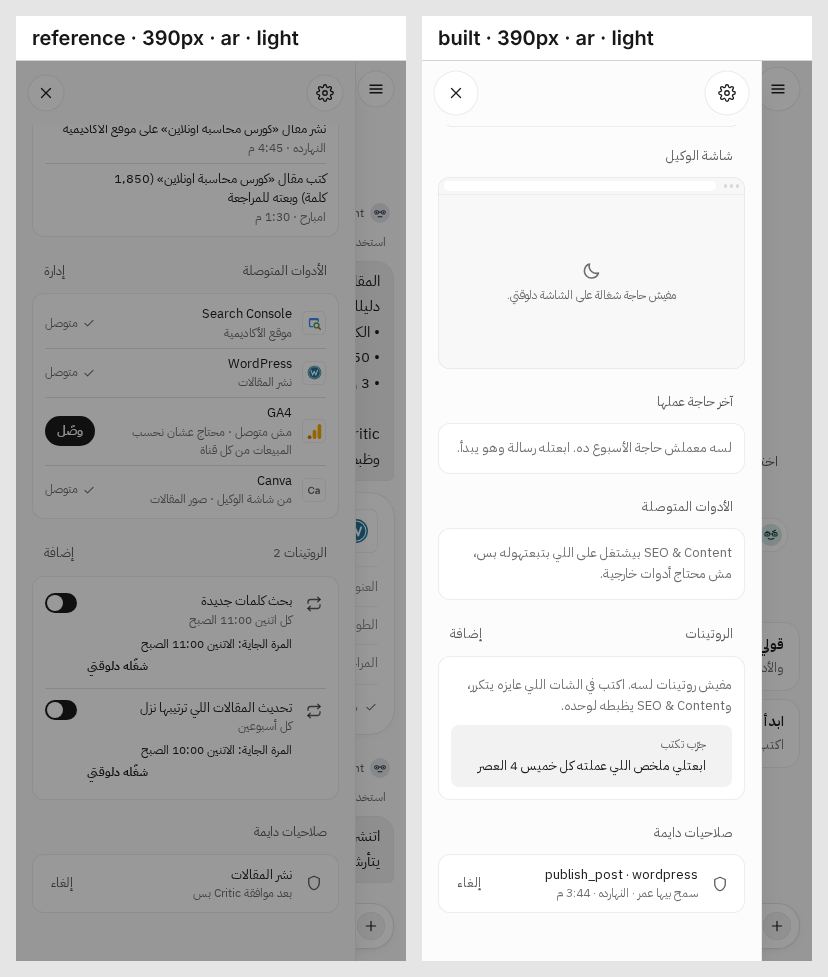 reference · 390px · ar · light
نشر مقال «كورس محاسبة اونلاين» على موقع الأكاديمية
النهارده · 4:45 م
كتب مقال «كورس محاسبة اونلاين» (1,850
كلمة) وبعته للمراجعة
امبارح · 1:30 م
الأدوات المتوصلة
إدارة
Search Console
موقع الأكاديمية
متوصل
WordPress
نشر المقالات
متوصل
GA4
مش متوصل · محتاج عشان نحسب
المبيعات من كل قناة
وصّل
Canva
من شاشة الوكيل · صور المقالات
متوصل
Ca
الروتينات 2
إضافة
بحث كلمات جديدة
كل اتنين 11:00 الصبح
المرة الجاية: الاتنين 11:00 الصبح
شغّله دلوقتي
تحديث المقالات اللي ترتيبها نزل
كل أسبوعين
المرة الجاية: الاتنين 10:00 الصبح
شغّله دلوقتي
صلاحيات دايمة
نشر المقالات
بعد موافقة Critic بس
إلغاء
built · 390px · ar · light
شاشة الوكيل
مفيش حاجة شغالة على الشاشة دلوقتي.
آخر حاجة عملها
لسه معملش حاجة الأسبوع ده. ابعتله رسالة وهو يبدأ.
الأدوات المتوصلة
SEO & Content بيشتغل على اللي بتبعتهوله بس،
مش محتاج أدوات خارجية.
الروتينات
إضافة
مفيش روتينات لسه. اكتب في الشات اللي عايزه يتكرر،
وSEO & Content يظبطه لوحده.
جرّب تكتب
ابعتلي ملخص اللي عملته كل خميس 4 العصر
صلاحيات دايمة
publish_post · wordpress
سمح بيها عمر · النهارده · 3:44 م
إلغاء